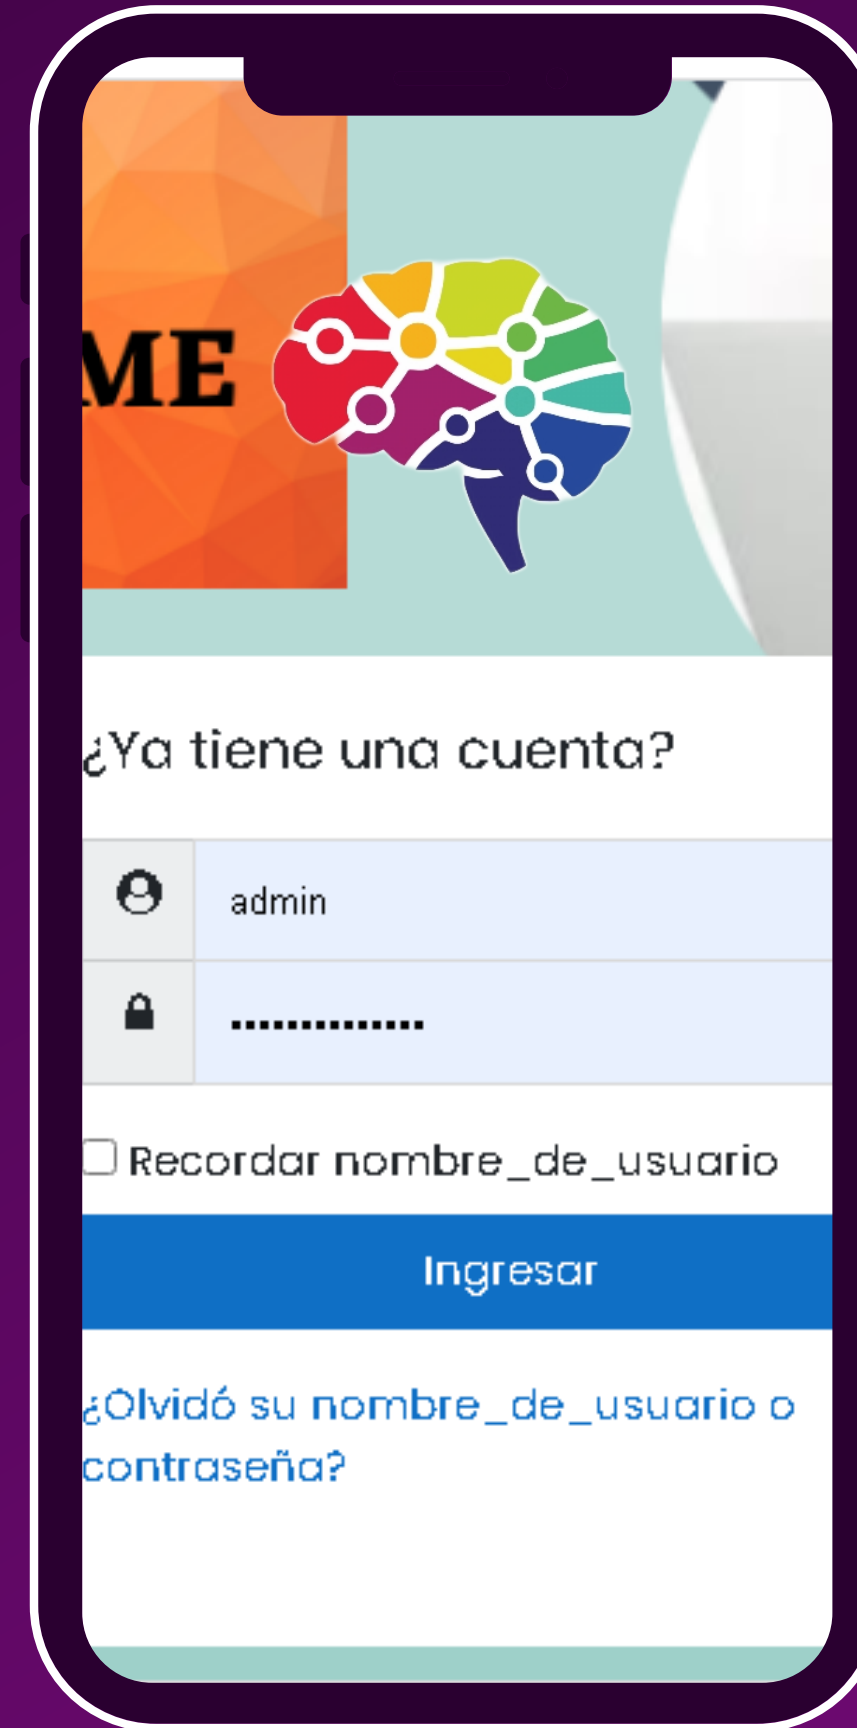 ME
¿Ya tiene una cuenta?
admin
Recordar nombre_de_usuario
Ingresar
¿Olvidó su nombre_de_usuario o
contraseña?